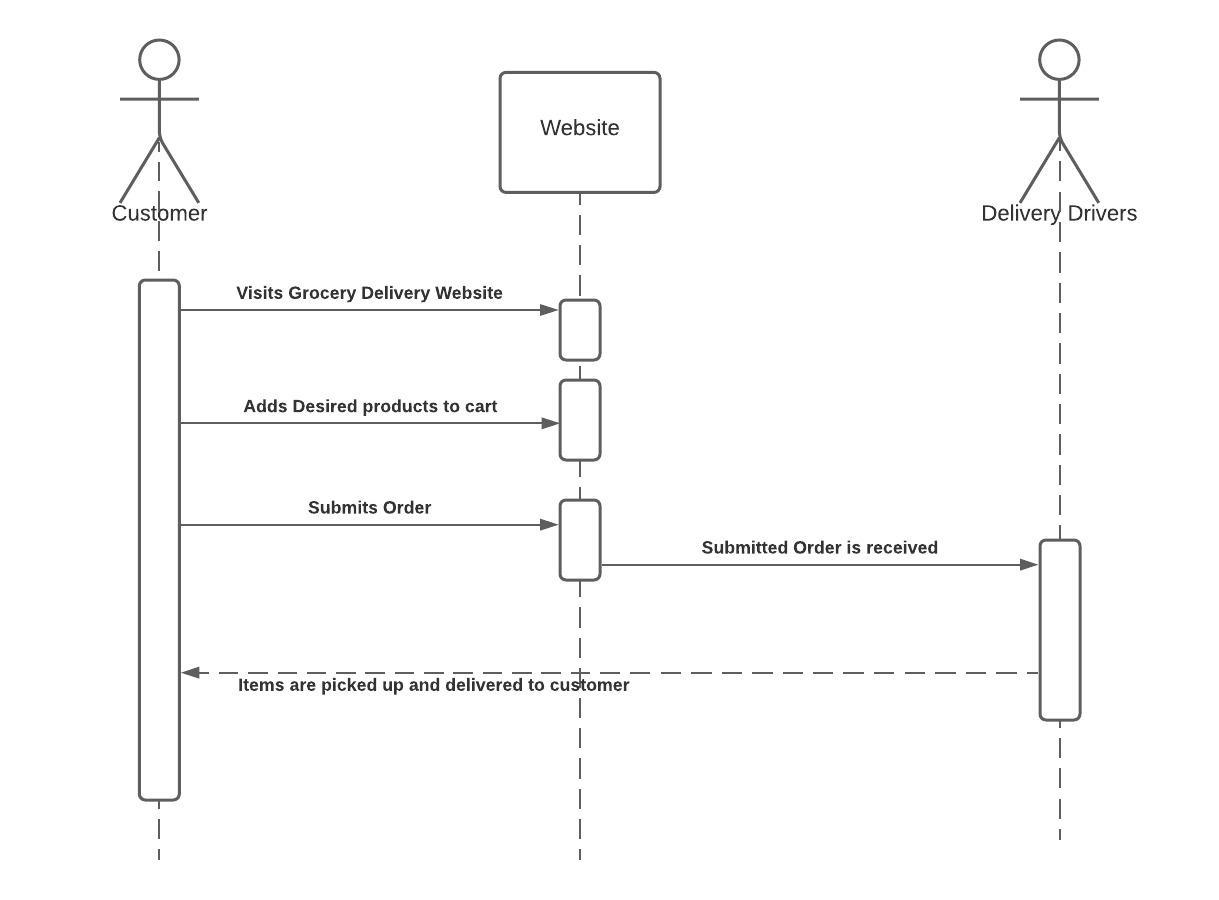 Website
Customer
Delivery Drivers
Visits Grocery Delivery Website
Adds Desired products to cart
Submits Order
Submitted Order is received
Items are picked up and delivered to customer